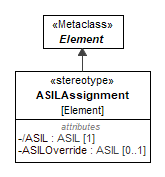 «Metaclass»
Element
«stereotype»
ASILAssignment
[Element]
attributes
-/ASIL : ASIL [1]
-ASILOverride : ASIL [0..1]